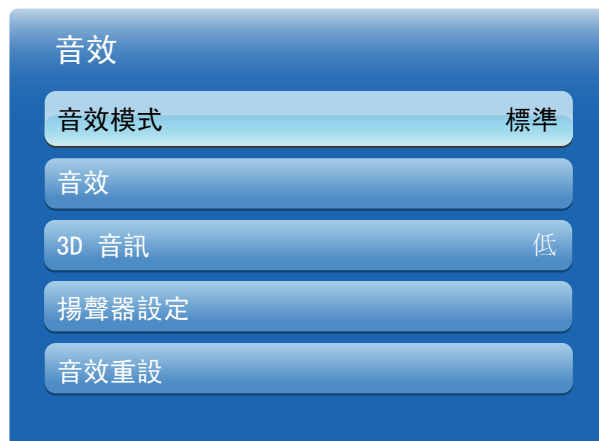 音效
音效模式 標準
音效
3D 音訊 低
揚聲器設定
音效重設